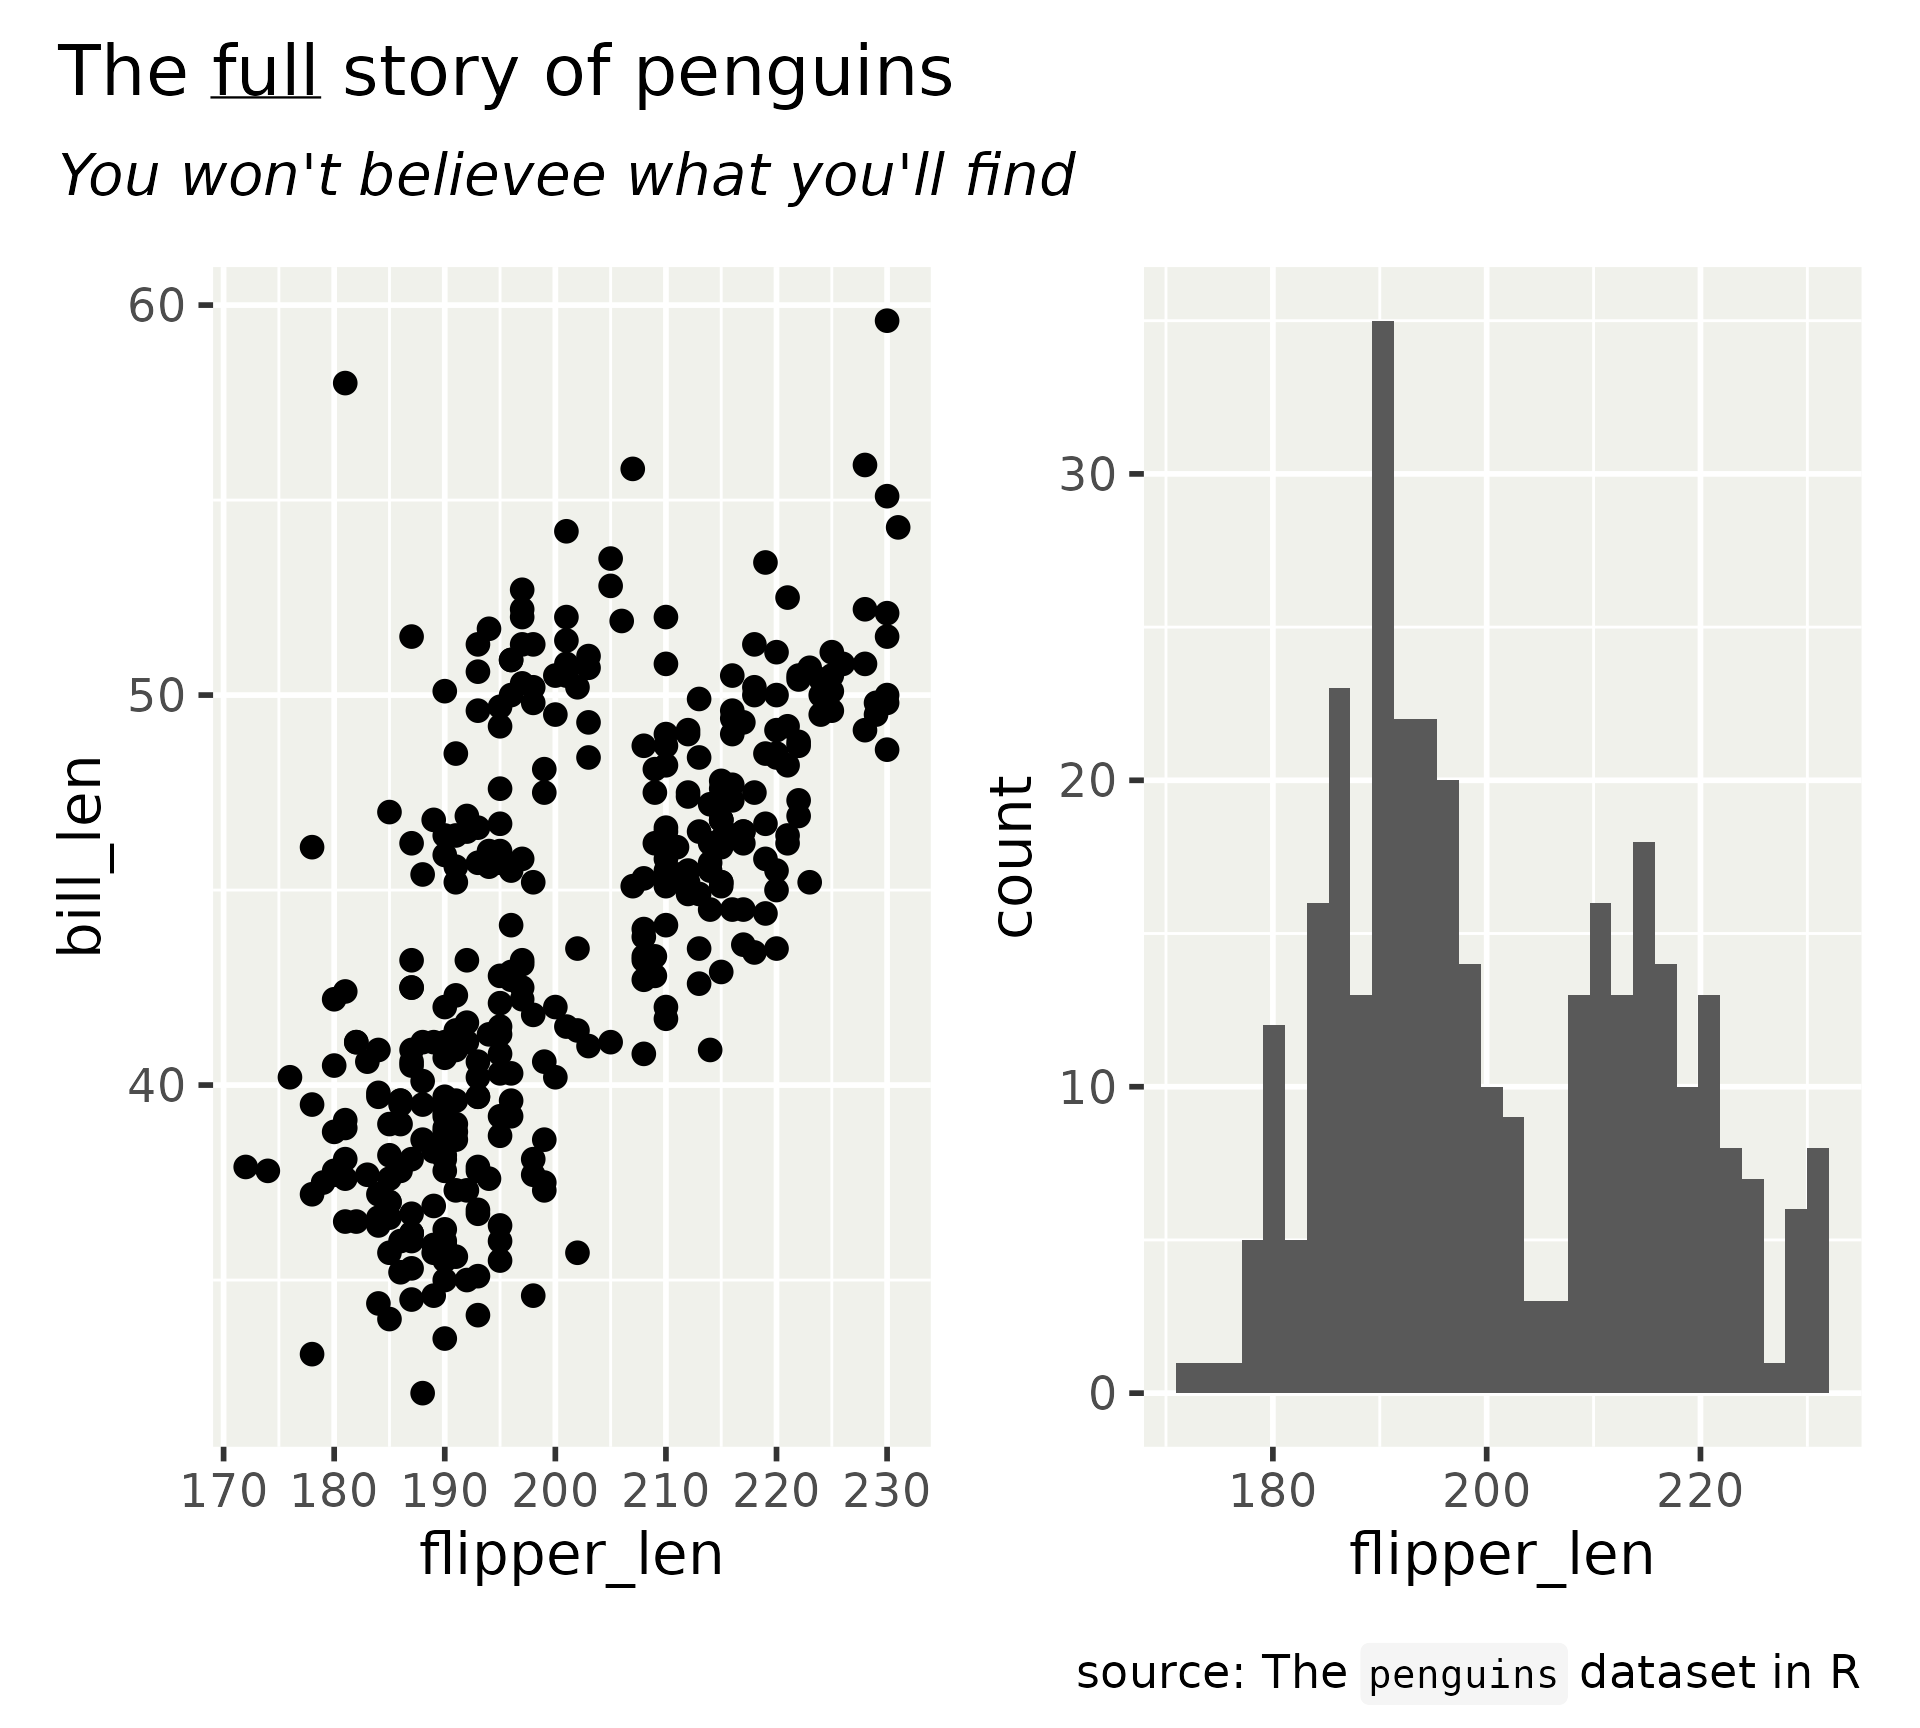 The full story of penguins
You won't believee what you'll find
60
50
40
bill_len
170 180 190 200 210 220 230
flipper_len
30
20
10
0
count
180 200 220
flipper_len
source: The penguins dataset in R